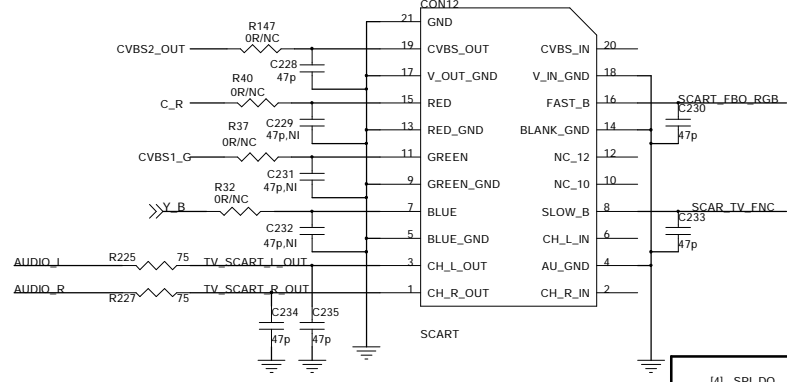 CON12
21 GND
R147
0R/NC
CVBS2_OUT
19 CVBS_OUT
CVBS_IN 20
C228
47p
17 V_OUT_GND
V_IN_GND 18
R40
0R/NC
C_R
15 RED
FAST_B 16
SCART_FBO_RGB
C229
47p,NI
C230
47p
13 RED_GND
BLANK_GND 14
R37
0R/NC
CVBS1_G
11 GREEN
NC_12 12
C231
47p,NI
9 GREEN_GND
NC_10 10
R32
0R/NC
Y_B
7 BLUE
SLOW_B 8
SCAR_TV_FNC
C232
47p,NI
C233
47p
5 BLUE_GND
CH_L_IN 6
AUDIO_L
R225 75
TV_SCART_L_OUT
3 CH_L_OUT
AU_GND 4
AUDIO_R
R227 75
TV_SCART_R_OUT
1 CH_R_OUT
CH_R_IN 2
C234
47p
C235
47p
SCART
[4] SPI_DO